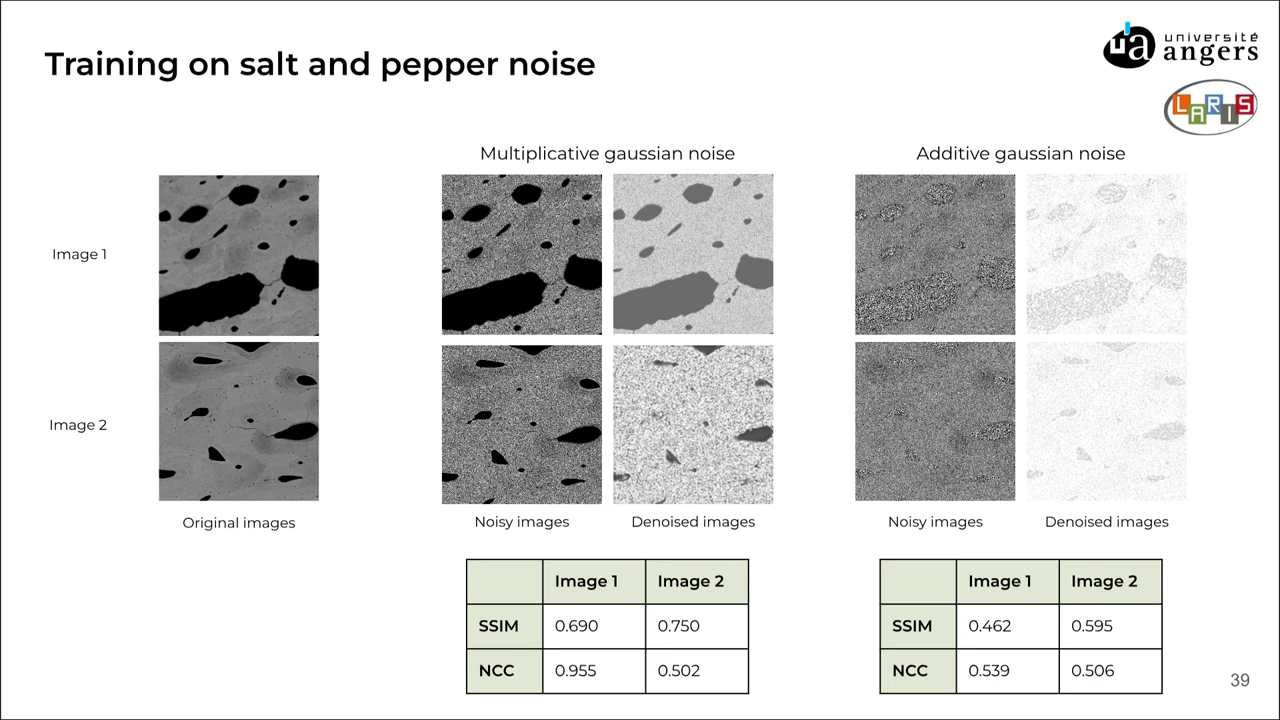 Training on salt and pepper noise
université
angers
LARIS
Multiplicative gaussian noise
Additive gaussian noise
Image 1
Image 2
Original images
Noisy images
Denoised images
Noisy images
Denoised images
Image 1 Image 2
SSIM 0.690 0.750
NCC 0.955 0.502
Image 1 Image 2
SSIM 0.462 0.595
NCC 0.539 0.506
39